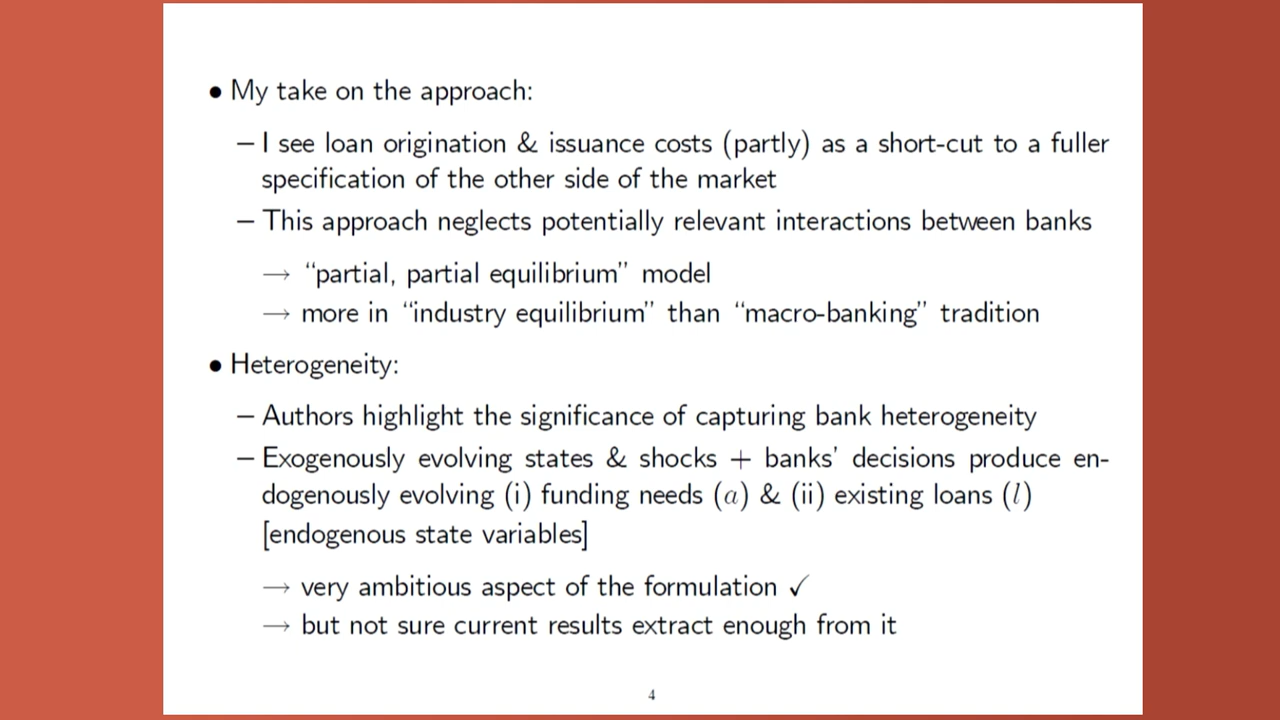 • My take on the approach:
– I see loan origination & issuance costs (partly) as a short-cut to a fuller
specification of the other side of the market
– This approach neglects potentially relevant interactions between banks
→ “partial, partial equilibrium” model
→ more in “industry equilibrium” than “macro-banking” tradition
• Heterogeneity:
– Authors highlight the significance of capturing bank heterogeneity
– Exogenously evolving states & shocks + banks’ decisions produce en-
dogenously evolving (i) funding needs (a) & (ii) existing loans (l)
[endogenous state variables]
→ very ambitious aspect of the formulation ✓
→ but not sure current results extract enough from it
4